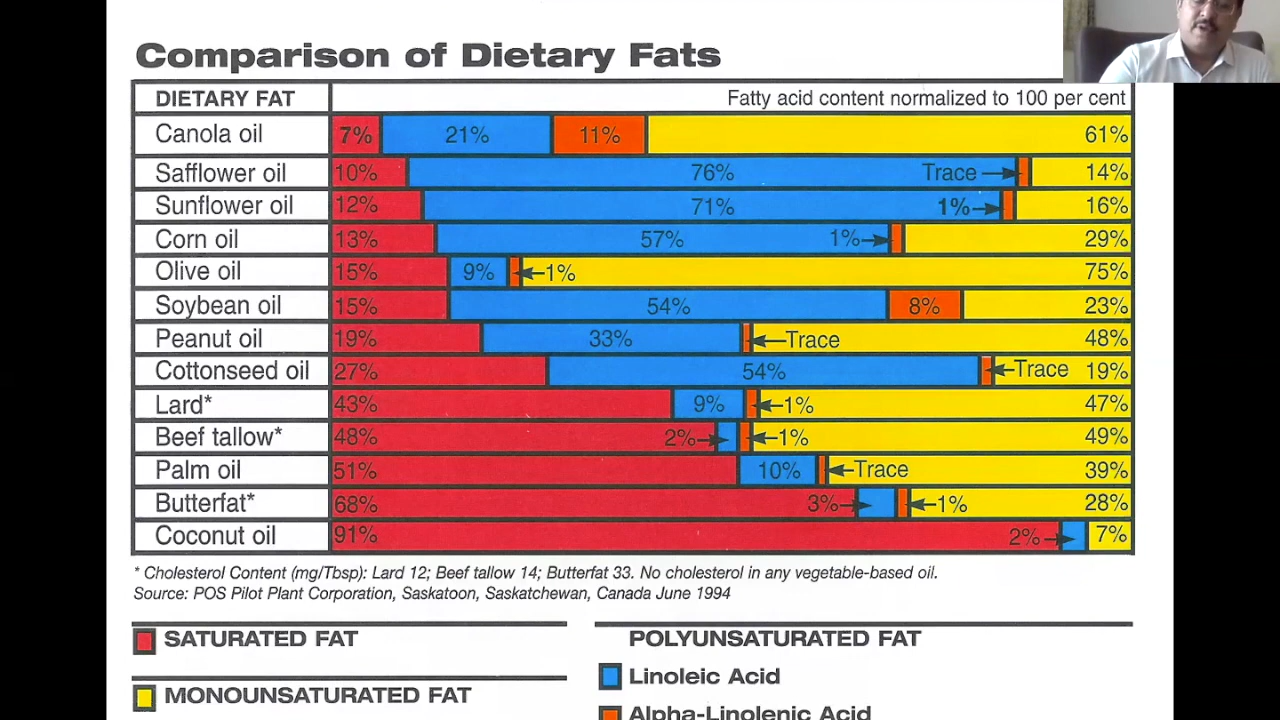 Comparison of Dietary Fats
DIETARY FAT Fatty acid content normalized to 100 per cent
Canola oil 7% 21% 11% 61%
Safflower oil 10% 76% Trace 14%
Sunflower oil 12% 71% 1% 16%
Corn oil 13% 57% 1% 29%
Olive oil 15% 9% 1% 75%
Soybean oil 15% 54% 8% 23%
Peanut oil 19% 33% Trace 48%
Cottonseed oil 27% 54% Trace 19%
Lard* 43% 9% 1% 47%
Beef tallow* 48% 2% 1% 49%
Palm oil 51% 10% Trace 39%
Butterfat* 68% 3% 1% 28%
Coconut oil 91% 2% 7%
* Cholesterol Content (mg/Tbsp): Lard 12; Beef tallow 14; Butterfat 33. No cholesterol in any vegetable-based oil.
Source: POS Pilot Plant Corporation, Saskatoon, Saskatchewan, Canada June 1994
SATURATED FAT
MONOUNSATURATED FAT
POLYUNSATURATED FAT
Linoleic Acid
Alpha-Linolenic Acid